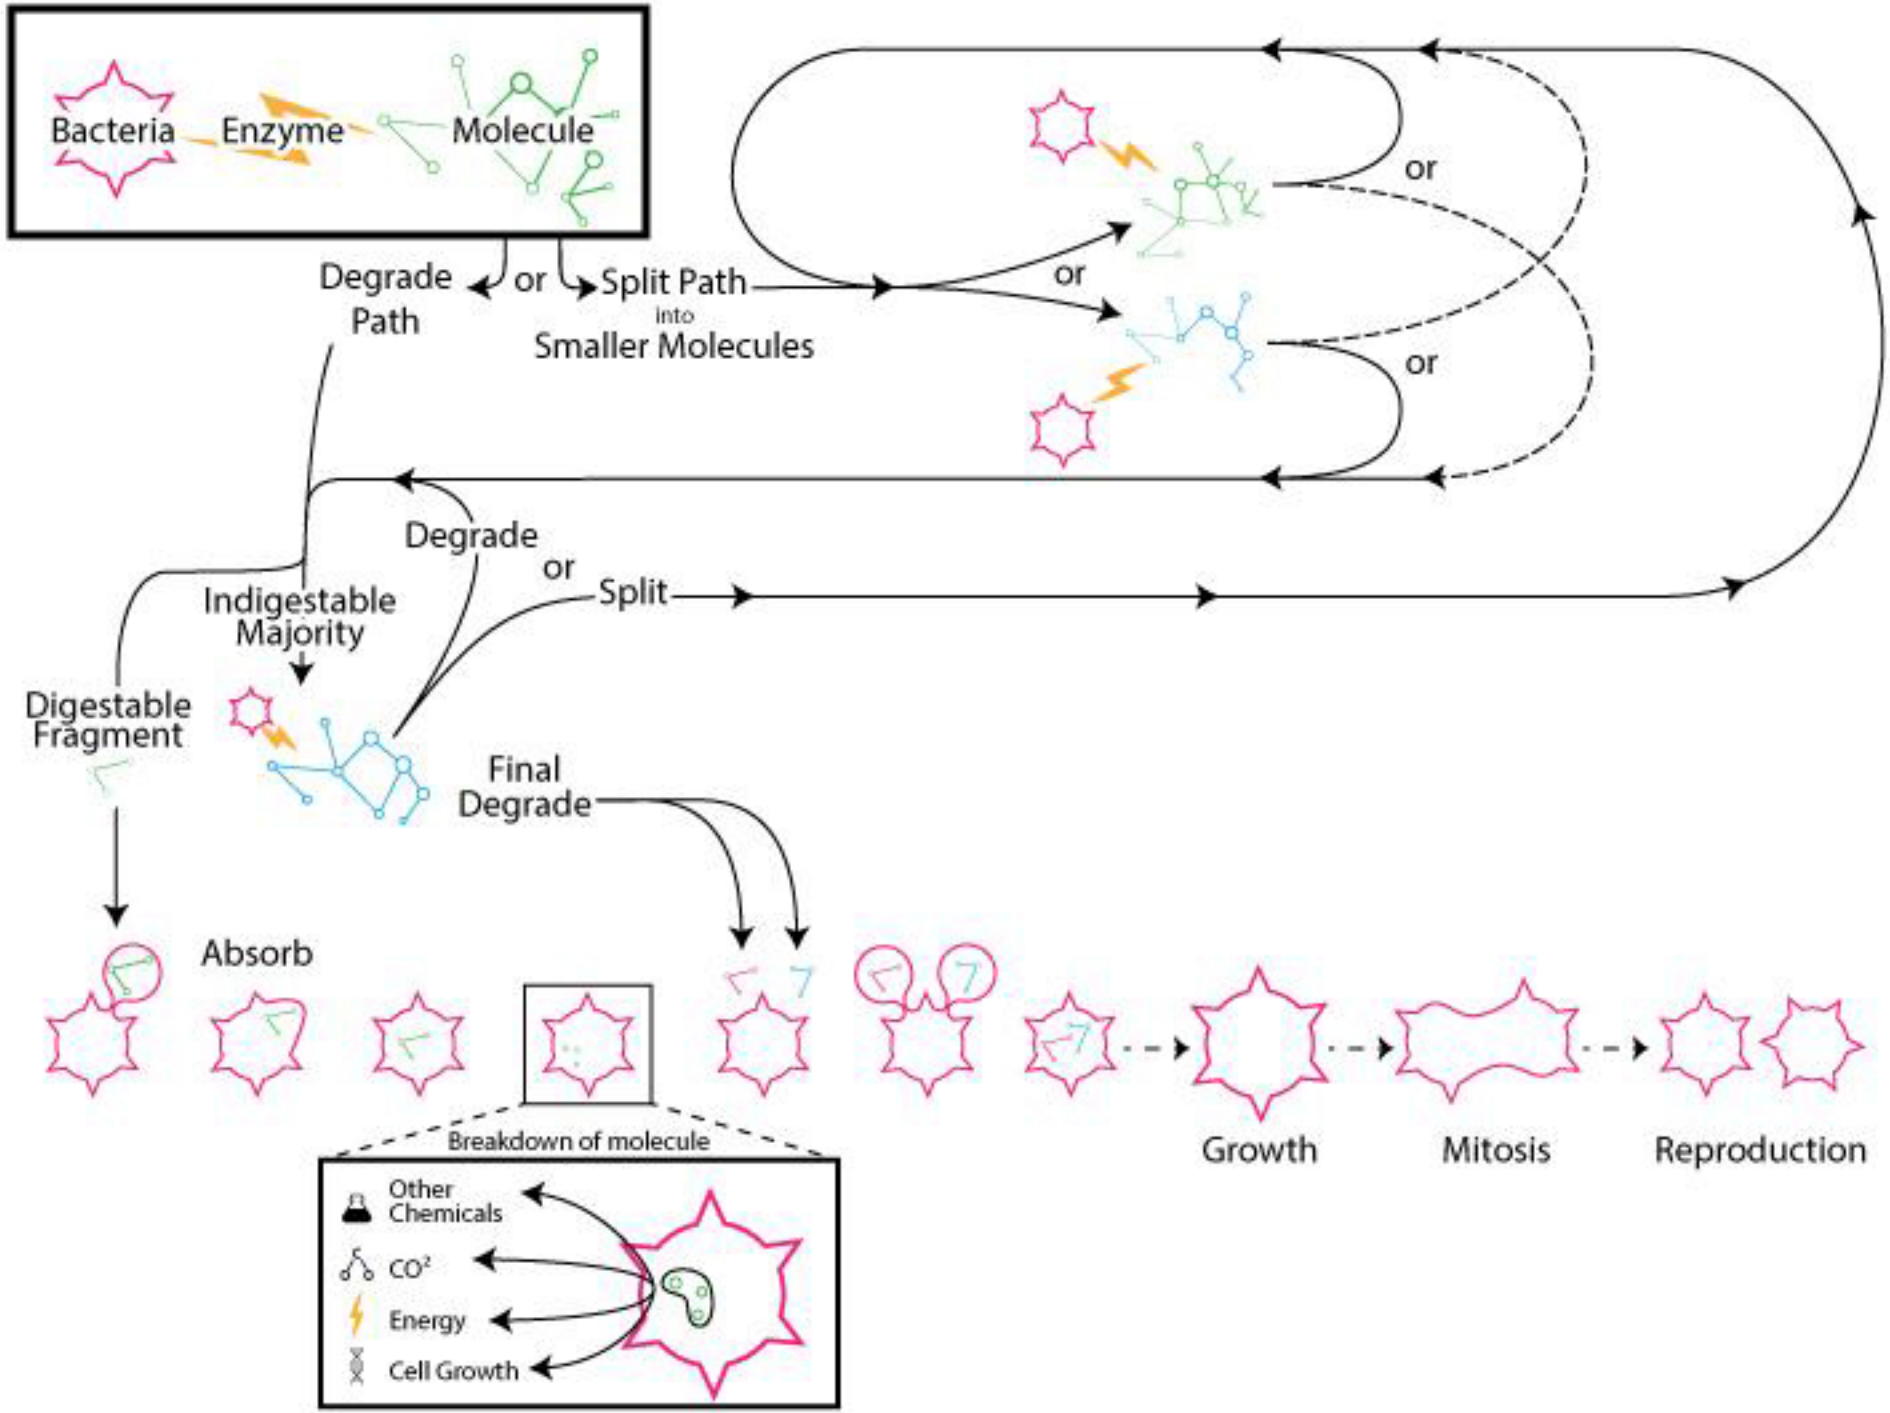 Bacteria
Enzyme
Molecule
or
Degrade
Path
or
Split Path
into
Smaller Molecules
or
or
Degrade
or
Split
Indigestable
Majority
Digestable
Fragment
Final
Degrade
Absorb
Growth
Mitosis
Reproduction
Breakdown of molecule
Other
Chemicals
CO²
Energy
Cell Growth